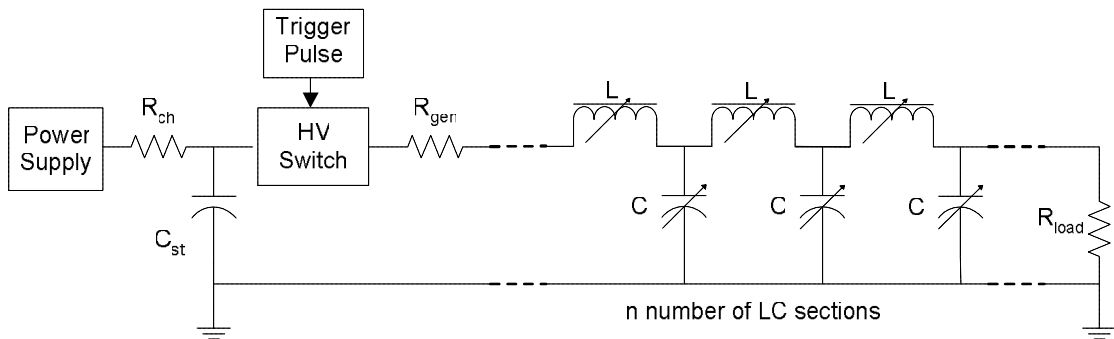 Trigger
Pulse
R_ch
HV
Switch
R_gen
Power
Supply
C_st
L
L
L
C
C
C
R_load
n number of LC sections